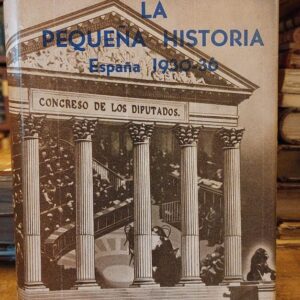 LA
PEQUEÑA HISTORIA
España 1930-36
CONGRESO DE LOS DIPUTADOS.